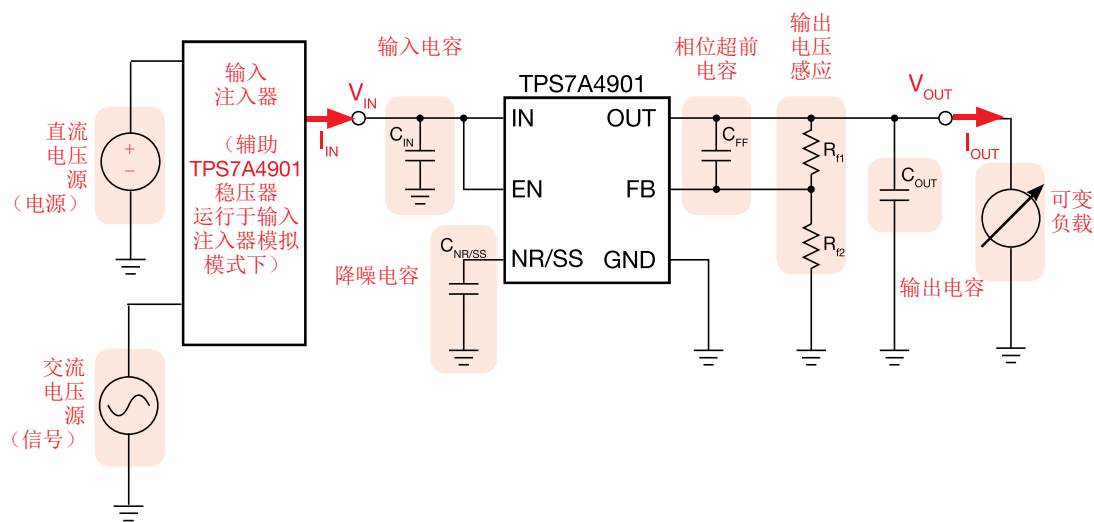 直流
电压
源
（电源）
+
−
交流
电压
源
（信号）
输入
注入器
（辅助
TPS7A4901
稳压器
运行于输入
注入器模拟
模式下）
V_IN
I_IN
输入电容
C_IN
降噪电容
C_NR/SS
TPS7A4901
IN
OUT
EN
FB
NR/SS
GND
相位超前
电容
C_FF
输出
电压
感应
R_f1
R_f2
V_OUT
I_OUT
C_OUT
输出电容
可变
负载